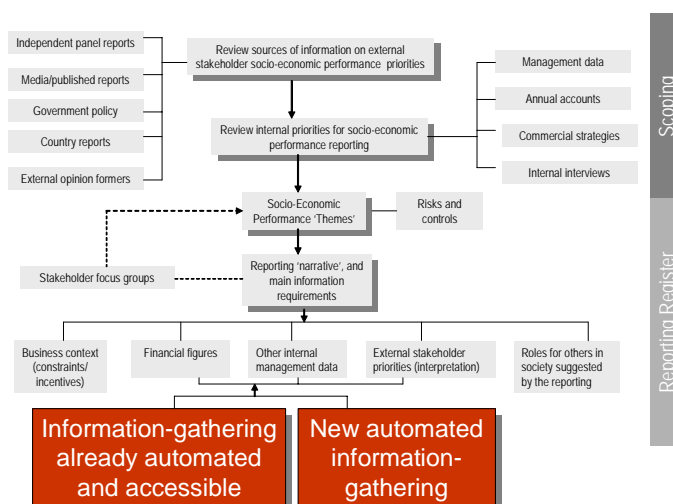 Independent panel reports
Media/published reports
Government policy
Country reports
External opinion formers
Review sources of information on external
stakeholder socio-economic performance priorities
Review internal priorities for socio-economic
performance reporting
Management data
Annual accounts
Commercial strategies
Internal interviews
Scoping
Socio-Economic
Performance 'Themes'
Risks and
controls
Stakeholder focus groups
Reporting 'narrative', and
main information
requirements
Reporting Register
Business context
(constraints/
incentives)
Financial figures
Other internal
management data
External stakeholder
priorities (interpretation)
Roles for others in
society suggested
by the reporting
Information-gathering
already automated
and accessible
New automated
information-
gathering